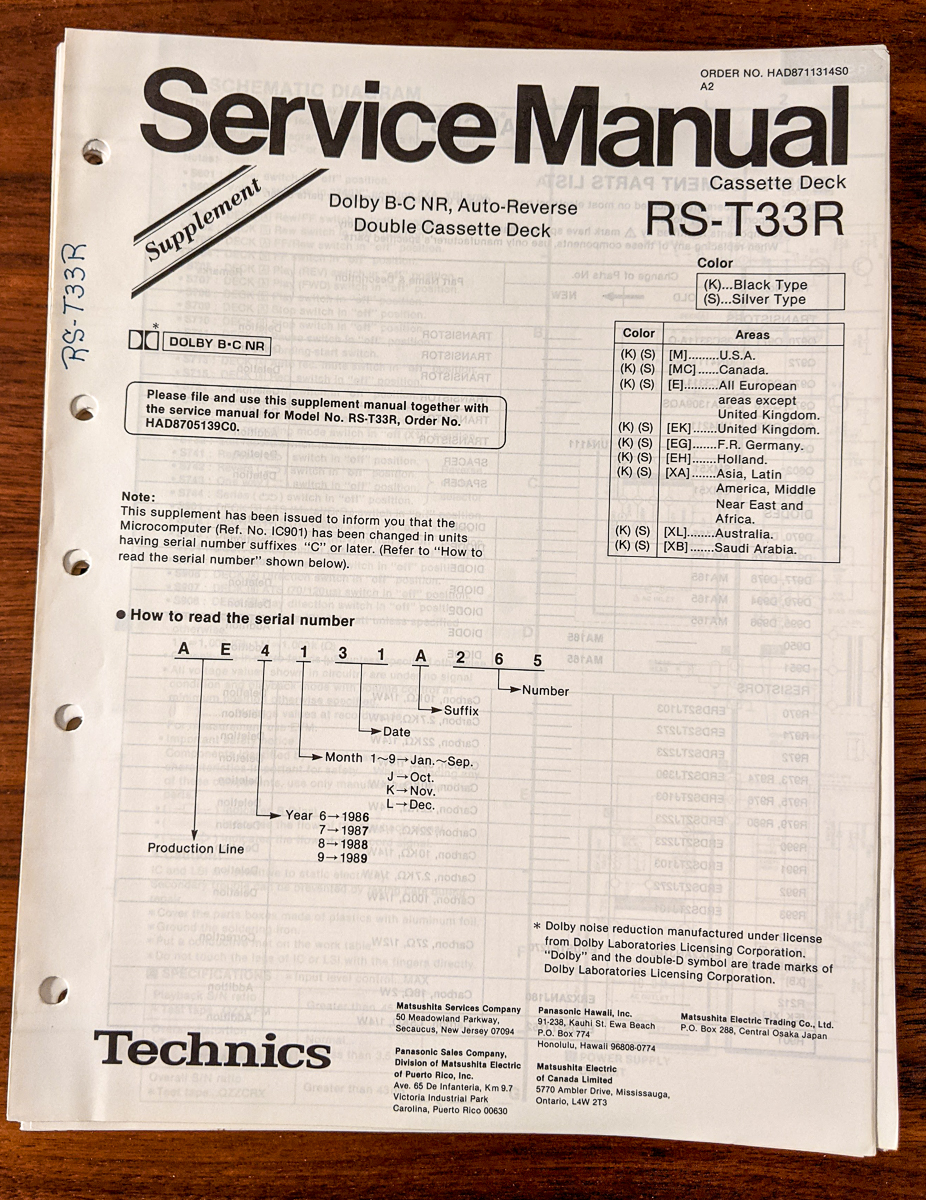 ORDER NO. HAD8711314S0
A2
Service Manual
Supplement
Cassette Deck
Dolby B-C NR, Auto-Reverse
Double Cassette Deck
RS-T33R
RS-T33R
Color
(K)...Black Type
(S)...Silver Type
DOLBY B•C NR
*
Color Areas
(K) (S) [M].........U.S.A.
(K) (S) [MC]......Canada.
(K) (S) [E].........All European
areas except
United Kingdom.
(K) (S) [EK].......United Kingdom.
(K) (S) [EG].......F.R. Germany.
(K) (S) [EH].......Holland.
(K) (S) [XA].......Asia, Latin
America, Middle
Near East and
Africa.
(K) (S) [XL]........Australia.
(K) (S) [XB].......Saudi Arabia.
Please file and use this supplement manual together with
the service manual for Model No. RS-T33R, Order No.
HAD8705139C0.
Note:
This supplement has been issued to inform you that the
Microcomputer (Ref. No. IC901) has been changed in units
having serial number suffixes "C" or later. (Refer to "How to
read the serial number" shown below).
● How to read the serial number
A E 4 1 3 1 A 2 6 5
Number
Suffix
Date
Month 1~9→Jan.~Sep.
J→Oct.
K→Nov.
L→Dec.
Year 6→1986
7→1987
8→1988
9→1989
Production Line
* Dolby noise reduction manufactured under license
from Dolby Laboratories Licensing Corporation.
"Dolby" and the double-D symbol are trade marks of
Dolby Laboratories Licensing Corporation.
Technics
Matsushita Services Company
50 Meadowland Parkway,
Secaucus, New Jersey 07094
Panasonic Sales Company,
Division of Matsushita Electric
of Puerto Rico, Inc.
Ave. 65 De Infanteria, Km 9.7
Victoria Industrial Park
Carolina, Puerto Rico 00630
Panasonic Hawaii, Inc.
91-238, Kauhi St. Ewa Beach
P.O. Box 774
Honolulu, Hawaii 96808-0774
Matsushita Electric
of Canada Limited
5770 Ambler Drive, Mississauga,
Ontario, L4W 2T3
Matsushita Electric Trading Co., Ltd.
P.O. Box 288, Central Osaka Japan